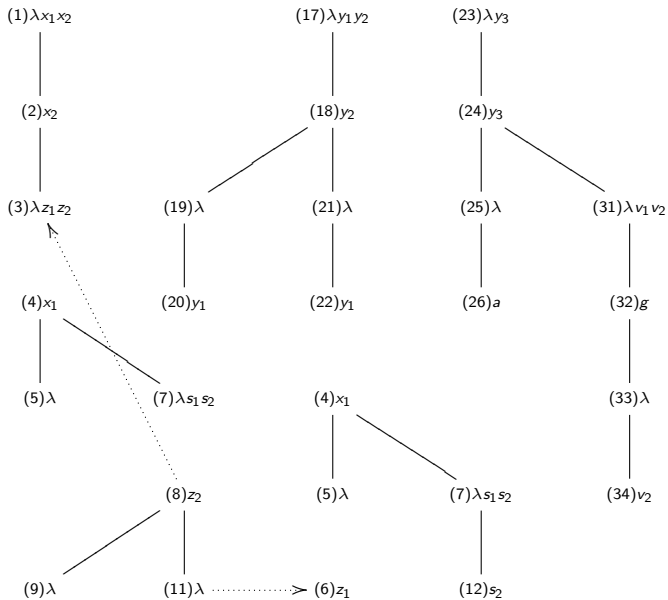 (1)λx₁x₂ (17)λy₁y₂ (23)λy₃
(2)x₂ (18)y₂ (24)y₃
(3)λz₁z₂ (19)λ (21)λ (25)λ (31)λv₁v₂
(4)x₁ (20)y₁ (22)y₁ (26)a (32)g
(5)λ (7)λs₁s₂ (4)x₁ (33)λ
(8)z₂ (5)λ (7)λs₁s₂ (34)v₂
(9)λ (11)λ (6)z₁ (12)s₂